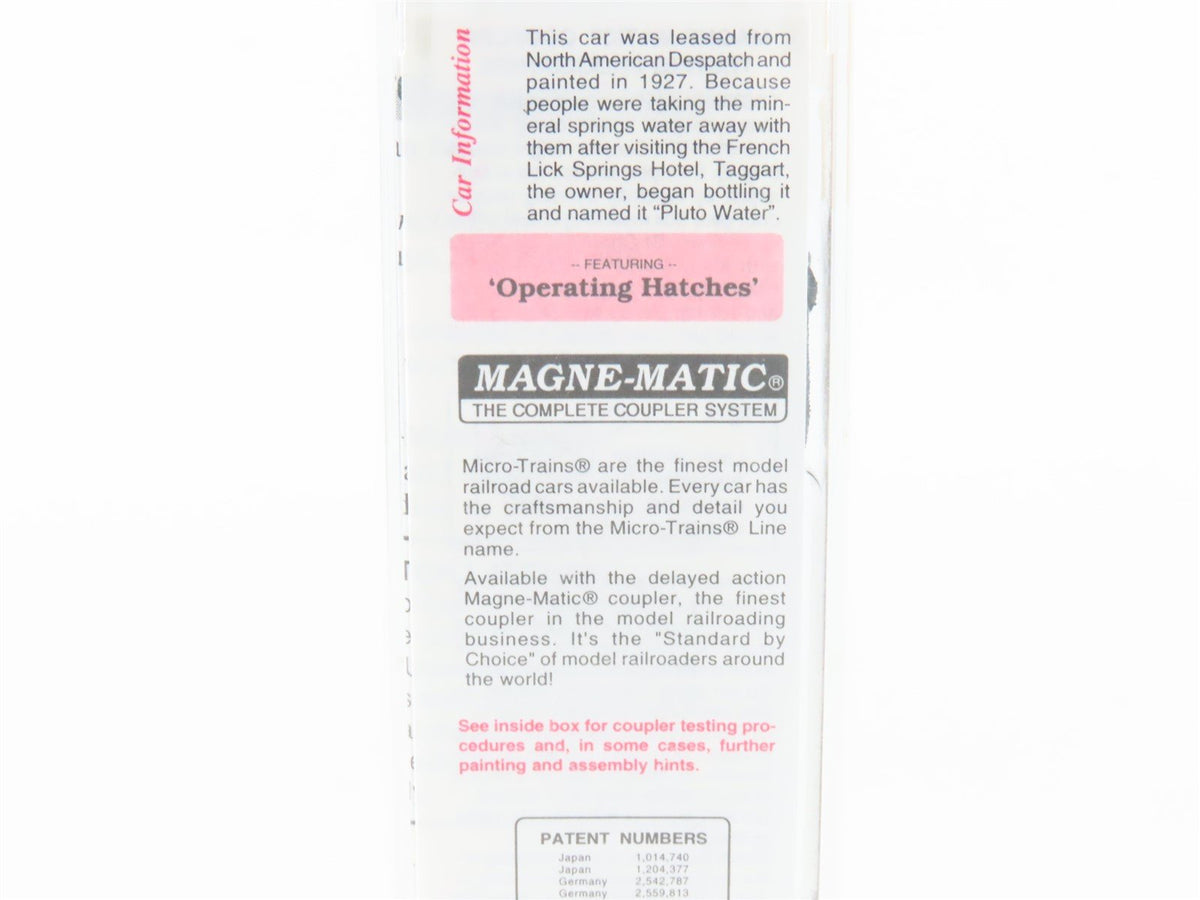 Car Information
This car was leased from
North American Despatch and
painted in 1927. Because
people were taking the min-
eral springs water away with
them after visiting the French
Lick Springs Hotel, Taggart,
the owner, began bottling it
and named it “Pluto Water”.
-- FEATURING --
‘Operating Hatches’
MAGNE-MATIC®
THE COMPLETE COUPLER SYSTEM
Micro-Trains® are the finest model
railroad cars available. Every car has
the craftsmanship and detail you
expect from the Micro-Trains® Line
name.
Available with the delayed action
Magne-Matic® coupler, the finest
coupler in the model railroading
business. It's the "Standard by
Choice" of model railroaders around
the world!
See inside box for coupler testing pro-
cedures and, in some cases, further
painting and assembly hints.
PATENT NUMBERS
Japan 1,014,740
Japan 1,204,377
Germany 2,542,787
Germany 2,559,813